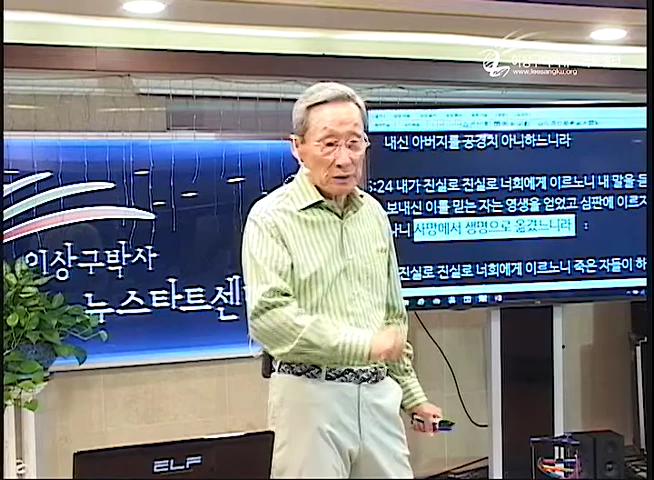 www.leesangku.org
내신 아버지를 공경치 아니하느니라
:24 내가 진실로 진실로 너희에게 이르노니 내 말을 듣
보내신 이를 믿는 자는 영생을 얻었고 심판에 이르지
아니 사망에서 생명으로 옮겼느니라
진실로 진실로 너희에게 이르노니 죽은 자들이 하
이상구박사
뉴스타트센
ELF